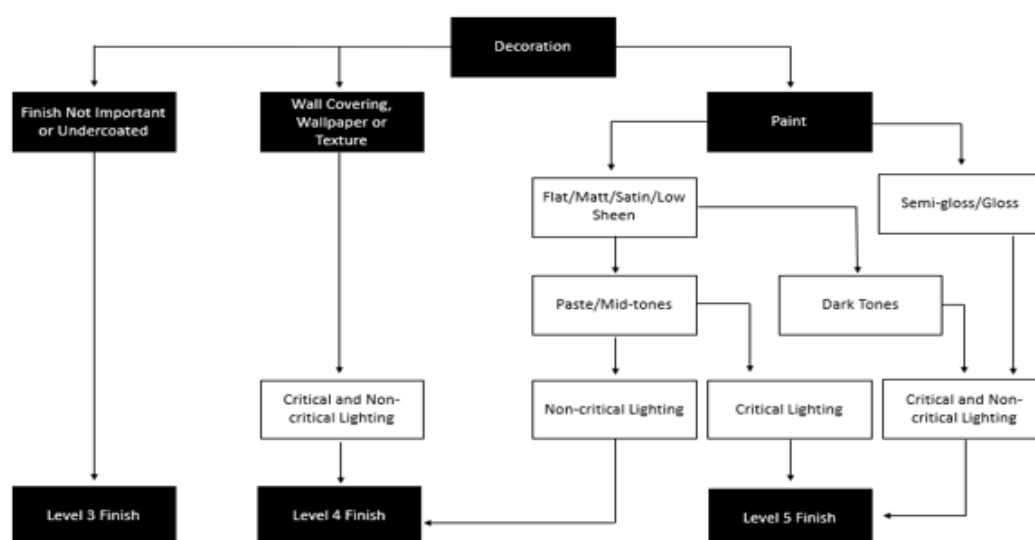 Decoration
Finish Not Important
or Undercoated
Wall Covering,
Wallpaper or
Texture
Paint
Flat/Matt/Satin/Low
Sheen
Semi-gloss/Gloss
Paste/Mid-tones
Dark Tones
Critical and Non-
critical Lighting
Non-critical Lighting
Critical Lighting
Critical and Non-
critical Lighting
Level 3 Finish
Level 4 Finish
Level 5 Finish